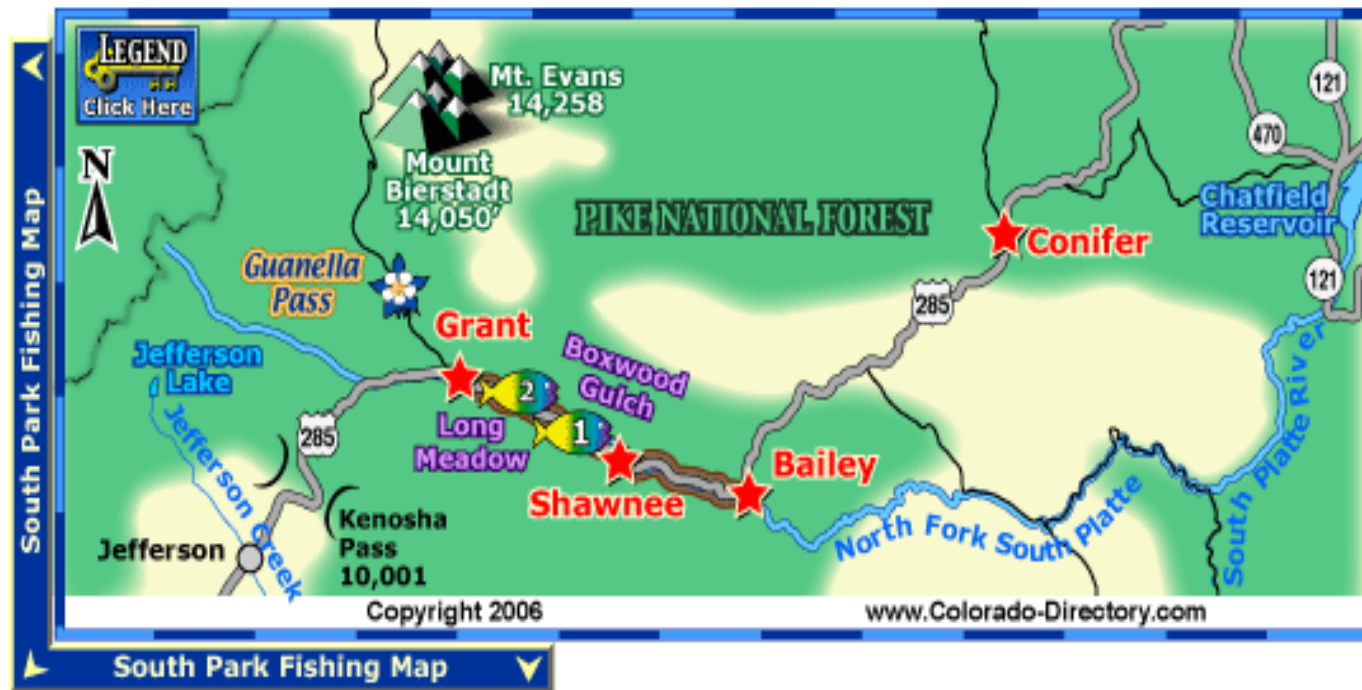 LEGEND
Click Here
N
South Park Fishing Map
Mt. Evans
14,258
Mount
Bierstadt
14,050'
PIKE NATIONAL FOREST
121
470
Chatfield
Reservoir
121
Conifer
285
Guanella
Pass
Grant
Boxwood
Gulch
Jefferson
Lake
2
1
Long
Meadow
285
Jefferson Creek
Shawnee
Bailey
North Fork South Platte
South Platte River
Kenosha
Pass
10,001
Jefferson
Copyright 2006
www.Colorado-Directory.com
South Park Fishing Map